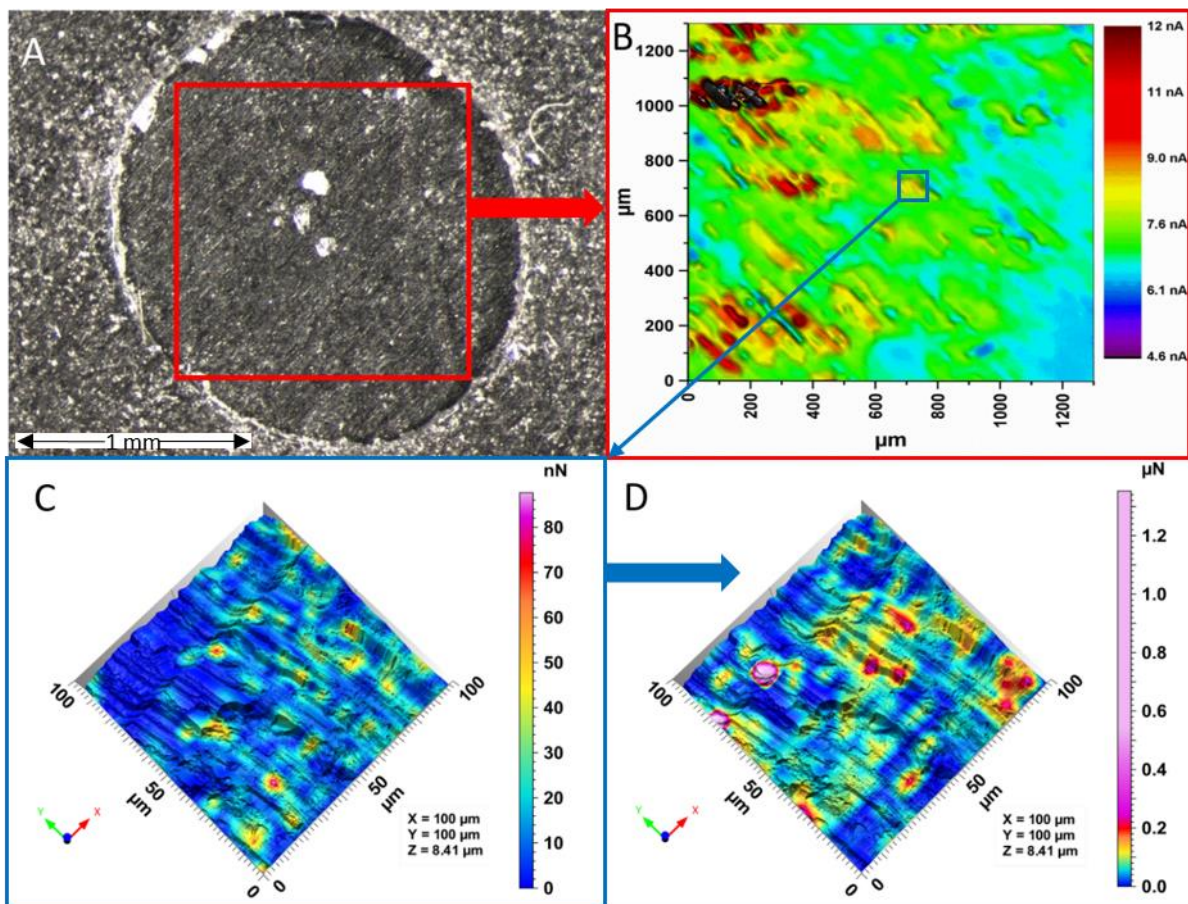 A
1 mm
B
1200
1000
800
600
400
200
0
µm
0
200
400
600
800
1000
1200
µm
12 nA
11 nA
9.0 nA
7.6 nA
6.1 nA
4.6 nA
C
nN
80
70
60
50
40
30
20
10
0
100
50
µm
0
0
50
µm
100
Y
X
X = 100 µm
Y = 100 µm
Z = 8.41 µm
D
µN
1.2
1.0
0.8
0.6
0.4
0.2
0.0
100
50
µm
0
0
50
µm
100
Y
X
X = 100 µm
Y = 100 µm
Z = 8.41 µm